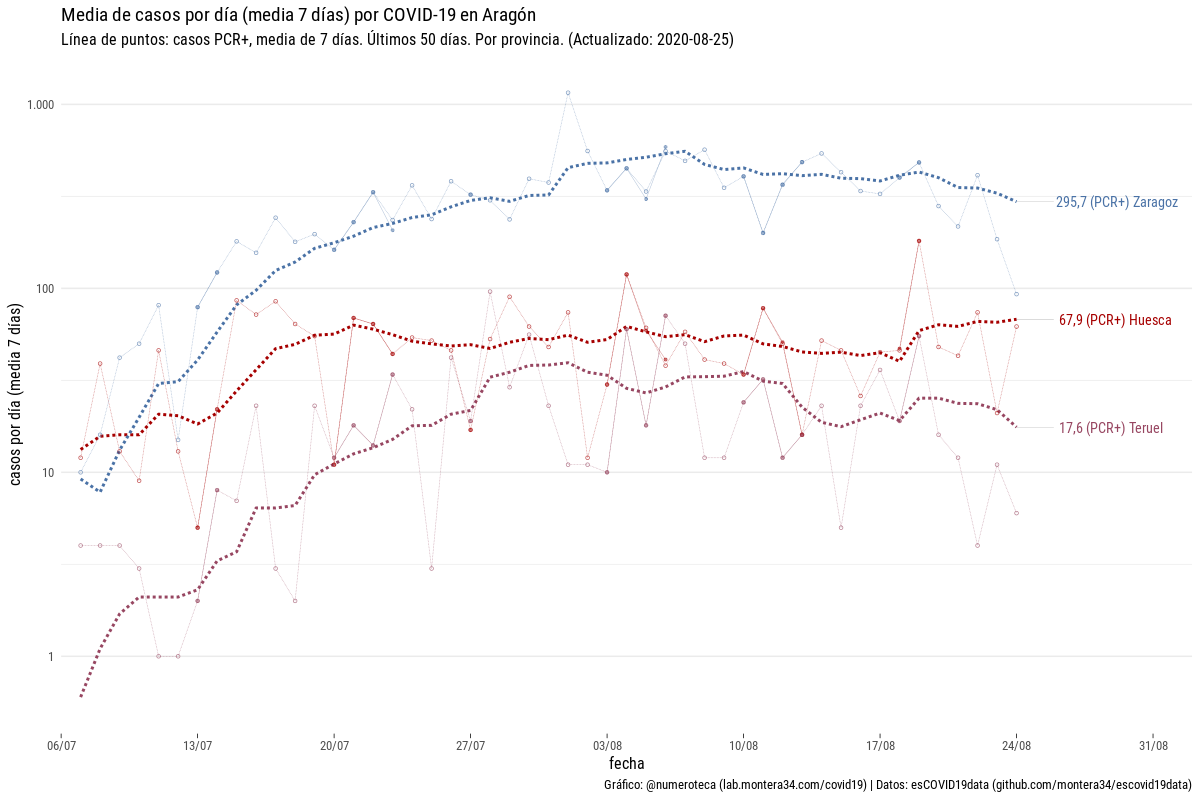 Media de casos por día (media 7 días) por COVID-19 en Aragón
Línea de puntos: casos PCR+, media de 7 días. Últimos 50 días. Por provincia. (Actualizado: 2020-08-25)
casos por día (media 7 días)
1.000
100
10
1
295,7 (PCR+) Zaragoz
67,9 (PCR+) Huesca
17,6 (PCR+) Teruel
06/07 13/07 20/07 27/07 03/08 10/08 17/08 24/08 31/08
fecha
Gráfico: @numeroteca (lab.montera34.com/covid19) | Datos: esCOVID19data (github.com/montera34/escovid19data)